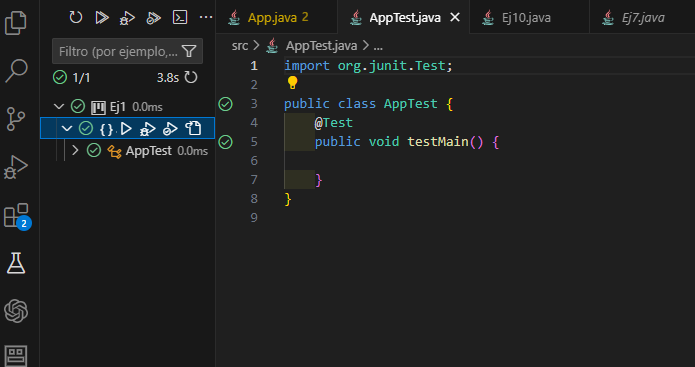 App.java 2
AppTest.java
Ej10.java
Ej7.java
Filtro (por ejemplo,
1/1
3.8s
Ej1 0.0ms
{ }
AppTest 0.0ms
2
src > AppTest.java > ...
1 import org.junit.Test;
2
3 public class AppTest {
4 @Test
5 public void testMain() {
6
7 }
8 }
9